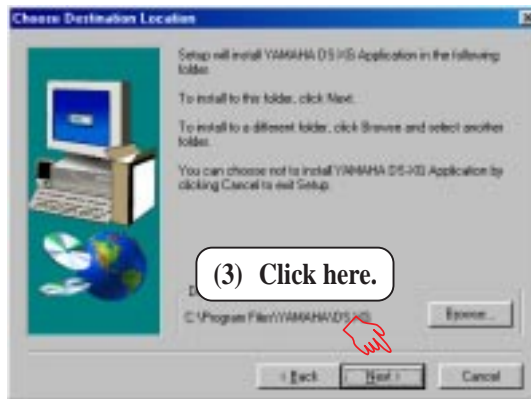 Choose Destination Location
Setup will install YAMAHA DS-XG Application in the following
folder.
To install to this folder, click Next.
To install to a different folder, click Browse and select another
folder.
You can choose not to install YAMAHA DS-XG Application by
clicking Cancel to exit Setup.
(3) Click here.
C:\Program Files\YAMAHA\DS-XG
Browse...
< Back
Next >
Cancel